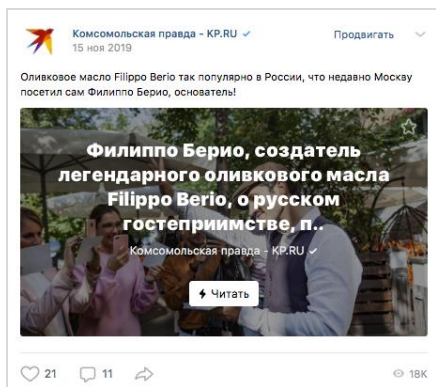 Комсомольская правда - KP.RU
Продвигать
15 ноя 2019
Оливковое масло Filippo Berio так популярно в России, что недавно Москву
посетил сам Филиппо Берио, основатель!
Филиппо Берио, создатель
легендарного оливкового масла
Filippo Berio, о русском
гостеприимстве, п..
Комсомольская правда - KP.RU
Читать
21
11
18K